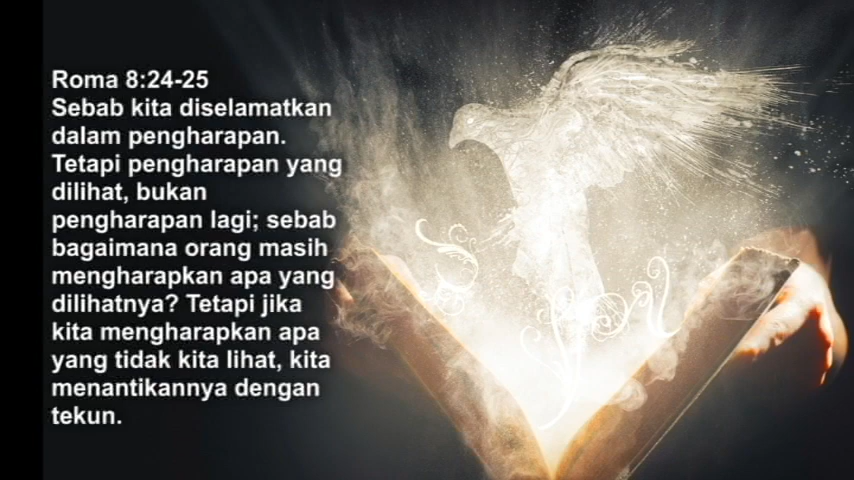 Roma 8:24-25
Sebab kita diselamatkan
dalam pengharapan.
Tetapi pengharapan yang
dilihat, bukan
pengharapan lagi; sebab
bagaimana orang masih
mengharapkan apa yang
dilihatnya? Tetapi jika
kita mengharapkan apa
yang tidak kita lihat, kita
menantikannya dengan
tekun.